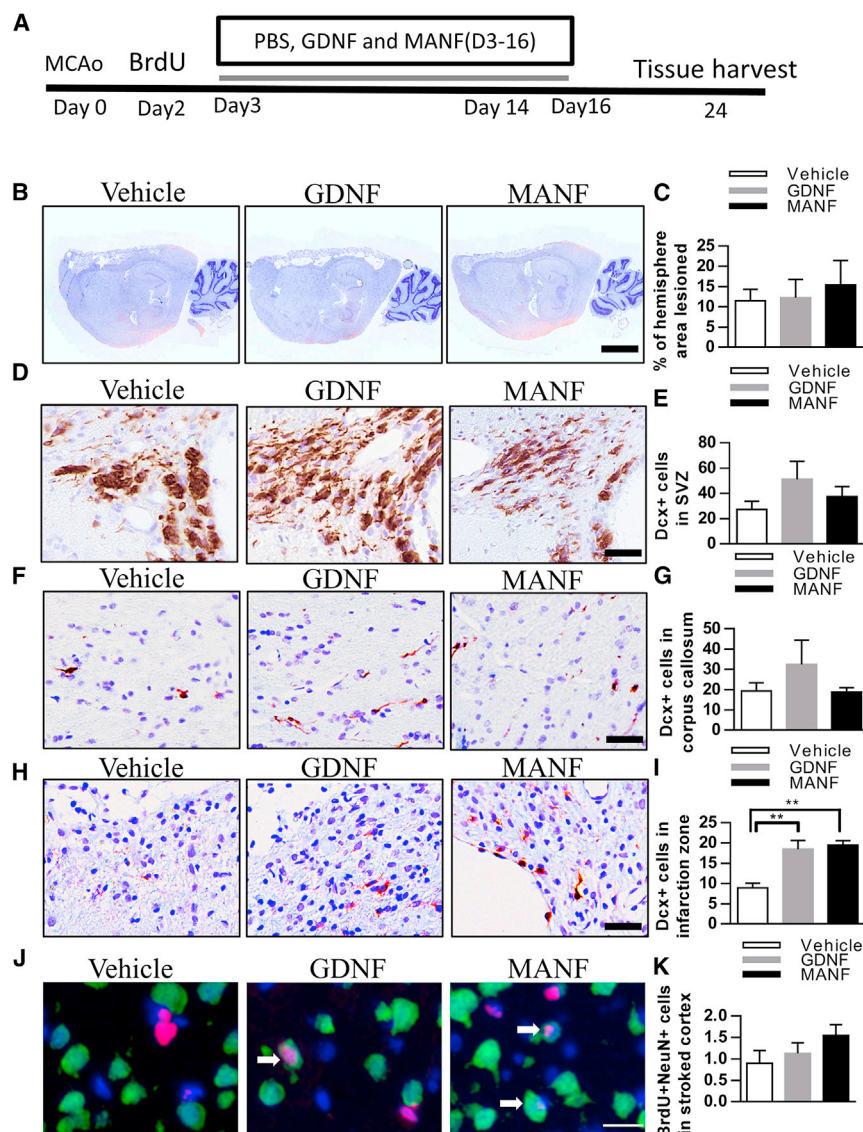 A
PBS, GDNF and MANF(D3-16)
MCAo BrdU Tissue harvest
Day 0 Day2 Day3 Day 14 Day16 24
B
Vehicle GDNF MANF
C
Vehicle
GDNF
MANF
% of hemisphere
area lesioned
25
20
15
10
5
0
D
Vehicle GDNF MANF
E
Vehicle
GDNF
MANF
Dcx+ cells
in SVZ
80
60
40
20
0
F
Vehicle GDNF MANF
G
Vehicle
GDNF
MANF
Dcx+ cells in
corpus callosum
50
40
30
20
10
0
H
Vehicle GDNF MANF
I
Vehicle
GDNF
MANF
Dcx+ cells in
infarction zone
25
20
15
10
5
0
**
**
J
Vehicle GDNF MANF
K
Vehicle
GDNF
MANF
BrdU+NeuN+ cells
in stroked cortex
2.0
1.5
1.0
0.5
0.0